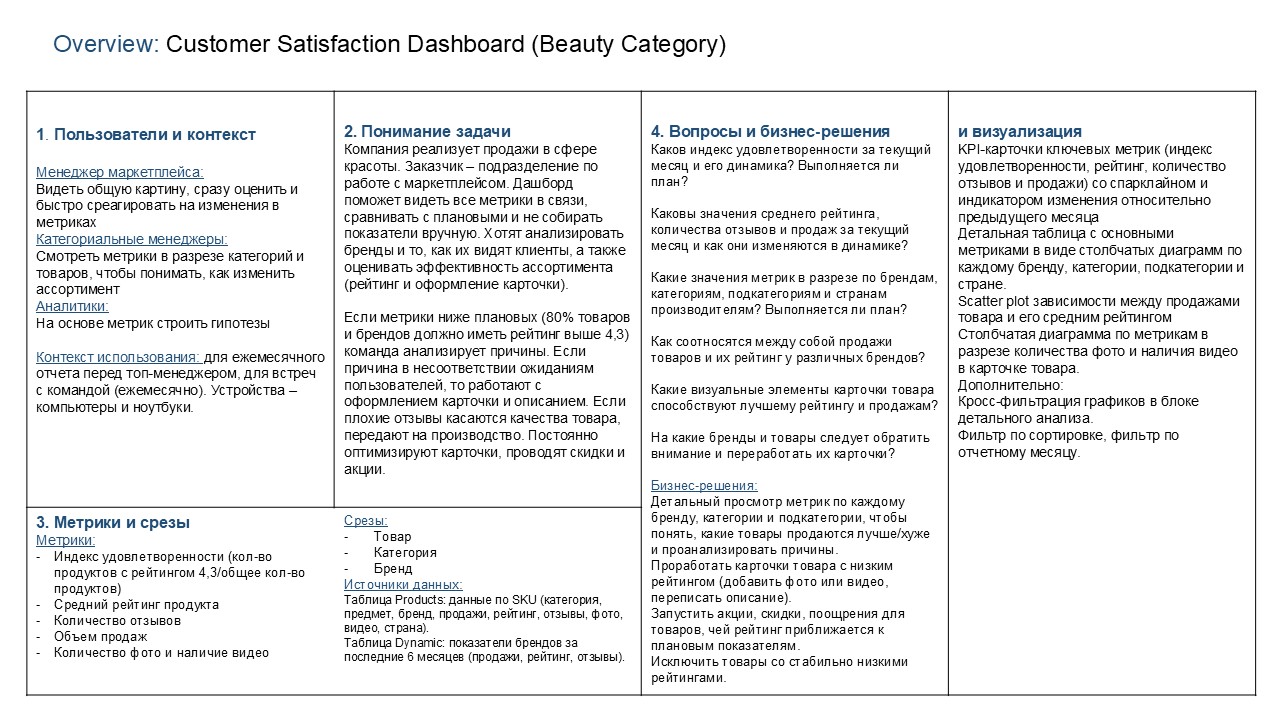 Overview: Customer Satisfaction Dashboard (Beauty Category)
1. Пользователи и контекст
Менеджер маркетплейса:
Видеть общую картину, сразу оценить и
быстро среагировать на изменения в
метриках
Категориальные менеджеры:
Смотреть метрики в разрезе категорий и
товаров, чтобы понимать, как изменить
ассортимент
Аналитики:
На основе метрик строить гипотезы
Контекст использования: для ежемесячного
отчета перед топ-менеджером, для встреч
с командой (ежемесячно). Устройства –
компьютеры и ноутбуки.
2. Понимание задачи
Компания реализует продажи в сфере
красоты. Заказчик – подразделение по
работе с маркетплейсом. Дашборд
поможет видеть все метрики в связи,
сравнивать с плановыми и не собирать
показатели вручную. Хотят анализировать
бренды и то, как их видят клиенты, а также
оценивать эффективность ассортимента
(рейтинг и оформление карточки).
Если метрики ниже плановых (80% товаров
и брендов должно иметь рейтинг выше 4,3)
команда анализирует причины. Если
причина в несоответствии ожиданиям
пользователей, то работают с
оформлением карточки и описанием. Если
плохие отзывы касаются качества товара,
передают на производство. Постоянно
оптимизируют карточки, проводят скидки и
акции.
3. Метрики и срезы
Метрики:
- Индекс удовлетворенности (кол-во
продуктов с рейтингом 4,3/общее кол-во
продуктов)
- Средний рейтинг продукта
- Количество отзывов
- Объем продаж
- Количество фото и наличие видео
Срезы:
- Товар
- Категория
- Бренд
Источники данных:
Таблица Products: данные по SKU (категория,
предмет, бренд, продажи, рейтинг, отзывы, фото,
видео, страна).
Таблица Dynamic: показатели брендов за
последние 6 месяцев (продажи, рейтинг, отзывы).
4. Вопросы и бизнес-решения
Каков индекс удовлетворенности за текущий
месяц и его динамика? Выполняется ли
план?
Каковы значения среднего рейтинга,
количества отзывов и продаж за текущий
месяц и как они изменяются в динамике?
Какие значения метрик в разрезе по брендам,
категориям, подкатегориям и странам
производителям? Выполняется ли план?
Как соотносятся между собой продажи
товаров и их рейтинг у различных брендов?
Какие визуальные элементы карточки товара
способствуют лучшему рейтингу и продажам?
На какие бренды и товары следует обратить
внимание и переработать их карточки?
Бизнес-решения:
Детальный просмотр метрик по каждому
бренду, категории и подкатегории, чтобы
понять, какие товары продаются лучше/хуже
и проанализировать причины.
Проработать карточки товара с низким
рейтингом (добавить фото или видео,
переписать описание).
Запустить акции, скидки, поощрения для
товаров, чей рейтинг приближается к
плановым показателям.
Исключить товары со стабильно низкими
рейтингами.
и визуализация
KPI-карточки ключевых метрик (индекс
удовлетворенности, рейтинг, количество
отзывов и продажи) со спарклайном и
индикатором изменения относительно
предыдущего месяца
Детальная таблица с основными
метриками в виде столбчатых диаграмм по
каждому бренду, категории, подкатегории и
стране.
Scatter plot зависимости между продажами
товара и его средним рейтингом
Столбчатая диаграмма по метрикам в
разрезе количества фото и наличия видео
в карточке товара.
Дополнительно:
Кросс-фильтрация графиков в блоке
детального анализа.
Фильтр по сортировке, фильтр по
отчетному месяцу.